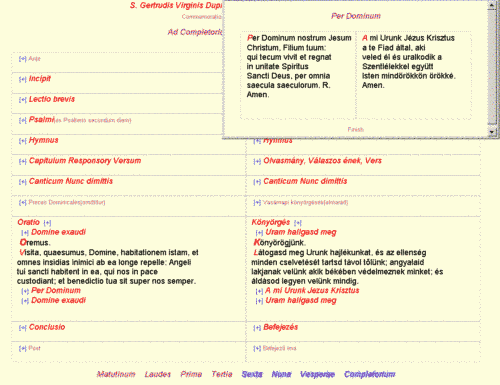 S. Gertrudis Virginis Dupl
Commemoratio
Ad Completoriu
Per Dominum
Per Dominum nostrum Jesum
Christum, Filium tuum:
qui tecum vivit et regnat
in unitate Spiritus
Sancti Deus, per omnia
saecula saeculorum. R.
Amen.
A mi Urunk Jézus Krisztus
a te Fiad által, aki
veled él és uralkodik a
Szentlélekkel együtt
Isten mindörökkön örökké.
Amen.
Finish
[+] Ante
[+] Incipit
[+] Lectio brevis
[+] Psalmi(ex Psalterio secundum diem)
[+] Hymnus
[+] Hymnus
[+] Capitulum Responsory Versum
[+] Olvasmány, Válaszos ének, Vers
[+] Canticum Nunc dimittis
[+] Canticum Nunc dimittis
[+] Preces Dominicales(omittitur)
[+] Vasárnapi könyörgések(elmarad)
Oratio [+]
[+] Domine exaudi
Oremus.
Visita, quaesumus, Domine, habitationem istam, et
omnes insidias inimici ab ea longe repelle: Angeli
tui sancti habitent in ea, qui nos in pace
custodiant; et benedictio tua sit super nos semper.
[+] Per Dominum
[+] Domine exaudi
Könyörgés [+]
[+] Uram hallgasd meg
Könyörögjünk.
Látogasd meg Urunk hajlékunkat, és az ellenség
minden cselvetését tartsd távol tőlünk; angyalaid
lakjanak velünk akik békében védelmeznek minket; és
áldásod legyen velünk mindig.
[+] A mi Urunk Jézus Krisztus
[+] Uram hallgasd meg
[+] Conclusio
[+] Befejezés
[+] Post
[+] Befejező ima
Matutinum Laudes Prima Tertia Sexta Nona Vesperae Completorium